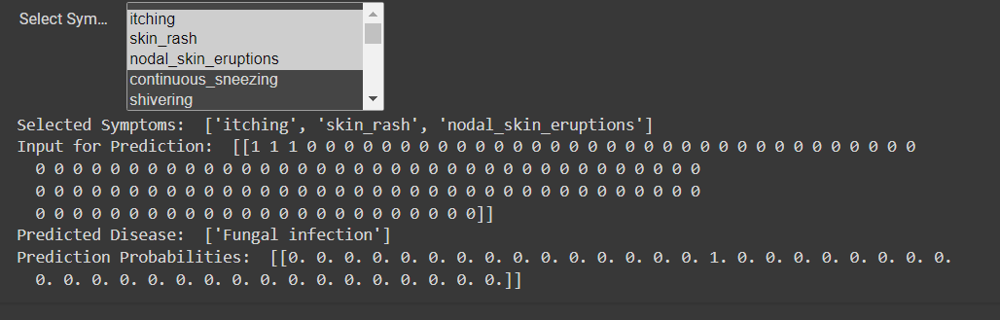 Select Sym...
itching
skin_rash
nodal_skin_eruptions
continuous_sneezing
shivering
Selected Symptoms:  ['itching', 'skin_rash', 'nodal_skin_eruptions']
Input for Prediction:  [[1 1 1 0 0 0 0 0 0 0 0 0 0 0 0 0 0 0 0 0 0 0 0 0 0 0 0 0 0 0 0 0 0 0 0 0
0 0 0 0 0 0 0 0 0 0 0 0 0 0 0 0 0 0 0 0 0 0 0 0 0 0 0 0 0 0 0 0 0 0 0 0
0 0 0 0 0 0 0 0 0 0 0 0 0 0 0 0 0 0 0 0 0 0 0 0 0 0 0 0 0 0 0 0 0 0 0 0
0 0 0 0 0 0 0 0 0 0 0 0 0 0 0 0 0 0 0 0 0 0 0 0]]
Predicted Disease:  ['Fungal infection']
Prediction Probabilities:  [[0. 0. 0. 0. 0. 0. 0. 0. 0. 0. 0. 0. 0. 0. 0. 1. 0. 0. 0. 0. 0. 0. 0. 0.
0. 0. 0. 0. 0. 0. 0. 0. 0. 0. 0. 0. 0. 0. 0. 0. 0.]]